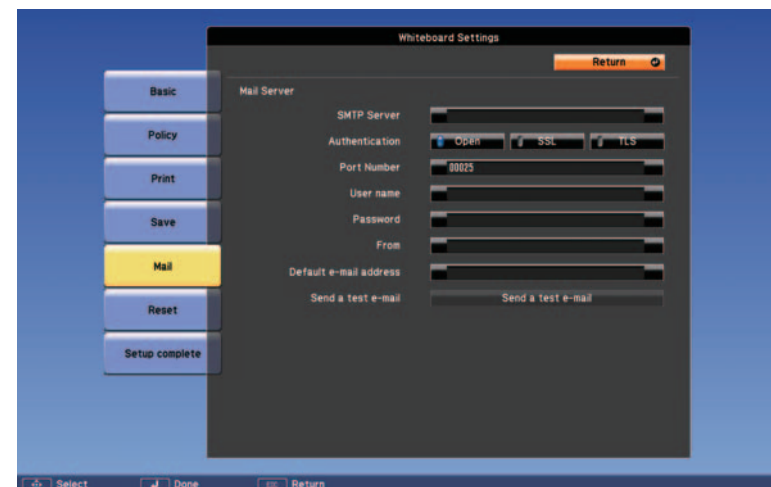 Whiteboard Settings
Return
Basic
Policy
Print
Save
Mail
Reset
Setup complete
Mail Server
SMTP Server
Authentication Open SSL TLS
Port Number 00025
User name
Password
From
Default e-mail address
Send a test e-mail Send a test e-mail
Select Done ESC Return